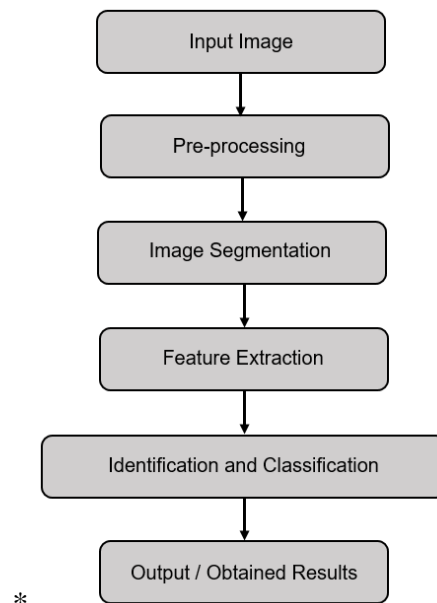 Input Image
Pre-processing
Image Segmentation
Feature Extraction
Identification and Classification
Output / Obtained Results
*